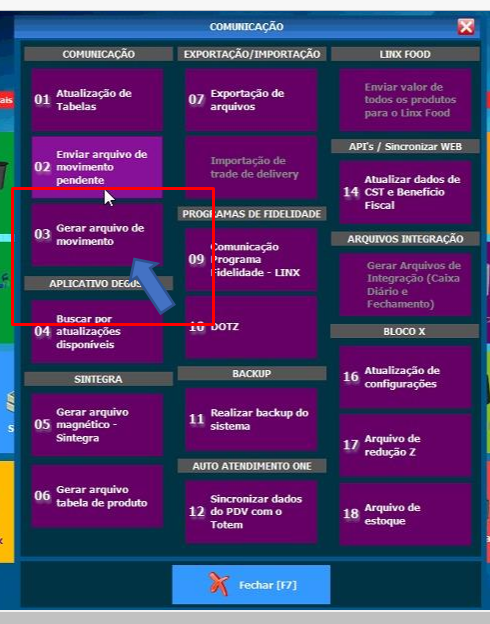 COMUNICAÇÃO
COMUNICAÇÃO
01 Atualização de
Tabelas
02 Enviar arquivo de
movimento
pendente
03 Gerar arquivo de
movimento
APLICATIVO DEGUST
04 Buscar por
atualizações
disponíveis
SINTEGRA
05 Gerar arquivo
magnético -
Sintegra
06 Gerar arquivo
tabela de produto
EXPORTAÇÃO/IMPORTAÇÃO
07 Exportação de
arquivos
Importação de
trade de delivery
PROGRAMAS DE FIDELIDADE
09 Comunicação
Programa
Fidelidade - LINX
10 DOTZ
BACKUP
11 Realizar backup do
sistema
AUTO ATENDIMENTO ONE
12 Sincronizar dados
do PDV com o
Totem
LINX FOOD
Enviar valor de
todos os produtos
para o Linx Food
API's / Sincronizar WEB
14 Atualizar dados de
CST e Benefício
Fiscal
ARQUIVOS INTEGRAÇÃO
Gerar Arquivos de
Integração (Caixa
Diário e
Fechamento)
BLOCO X
16 Atualização de
configurações
17 Arquivo de
redução Z
18 Arquivo de
estoque
Fechar [F7]